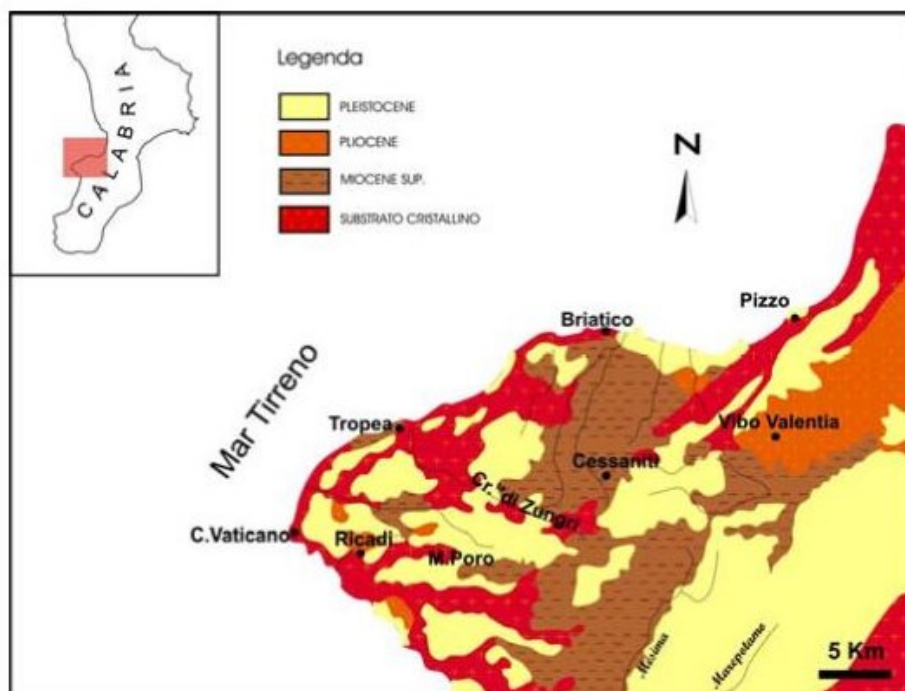 CALABRIA
Legenda
PLEISTOCENE
PLIOCENE
MIOCENE SUP.
SUBSTRATO CRISTALLINO
N
Pizzo
Briatico
Mar Tirreno
Tropea
Vibo Valentia
Cessaniti
Cr. "di Zungri
C.Vaticano
Ricadi
M.Poro
Mesima
5 Km